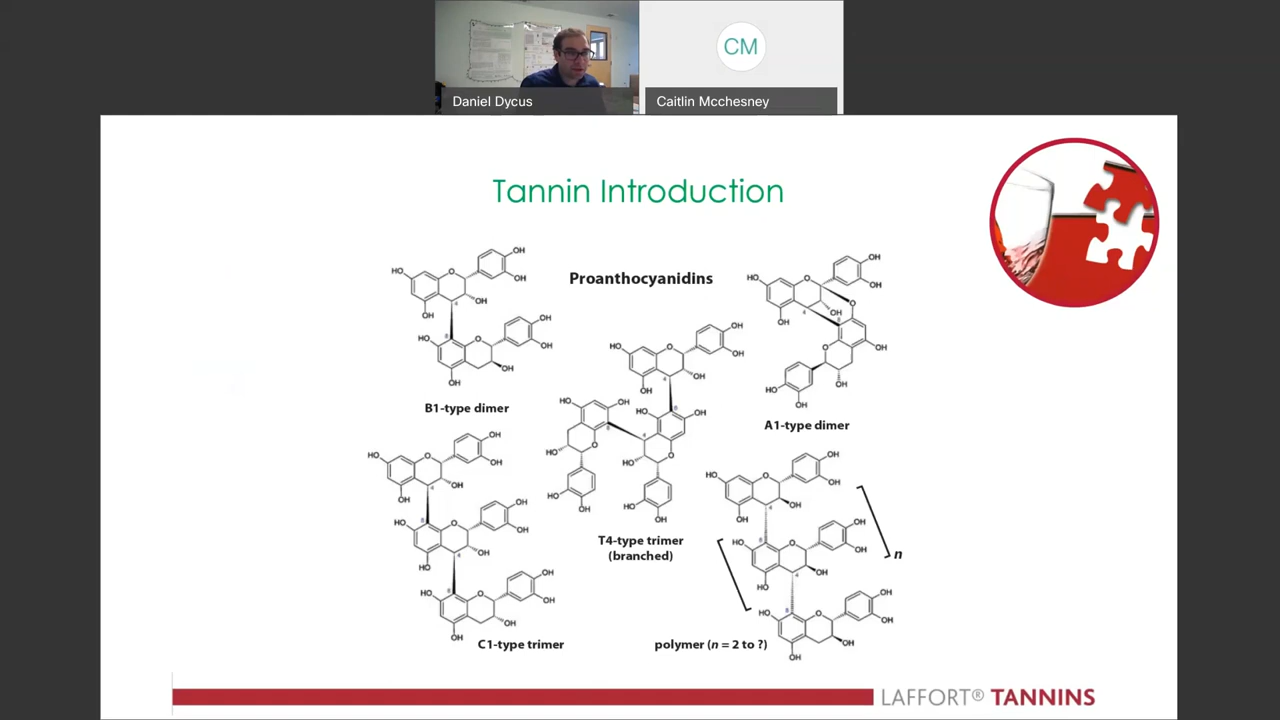 Daniel Dycus
CM
Caitlin Mcchesney
Tannin Introduction
Proanthocyanidins
B1-type dimer
A1-type dimer
T4-type trimer
(branched)
C1-type trimer
polymer (n = 2 to ?)
n
LAFFORT® TANNINS